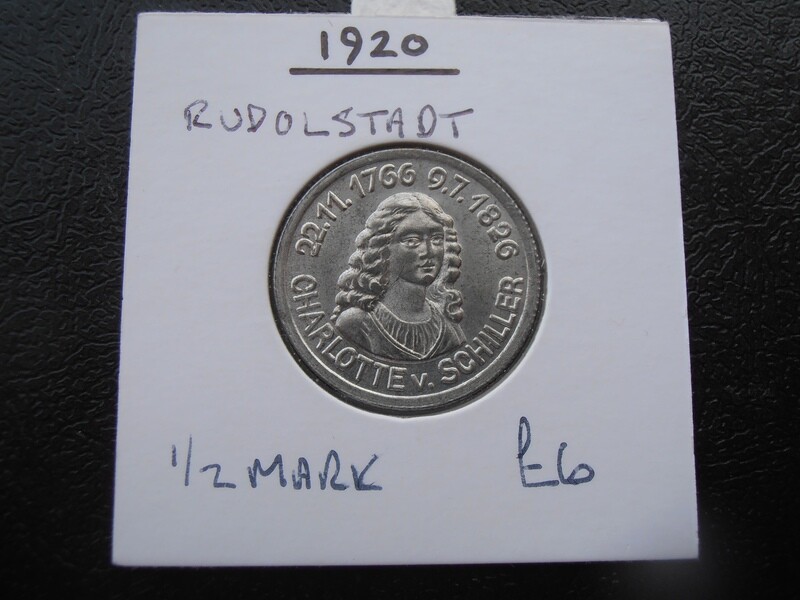 1920
RUDOLSTADT
22.11.1766 9.7.1826
CHARLOTTE v. SCHILLER
1/2 MARK £6